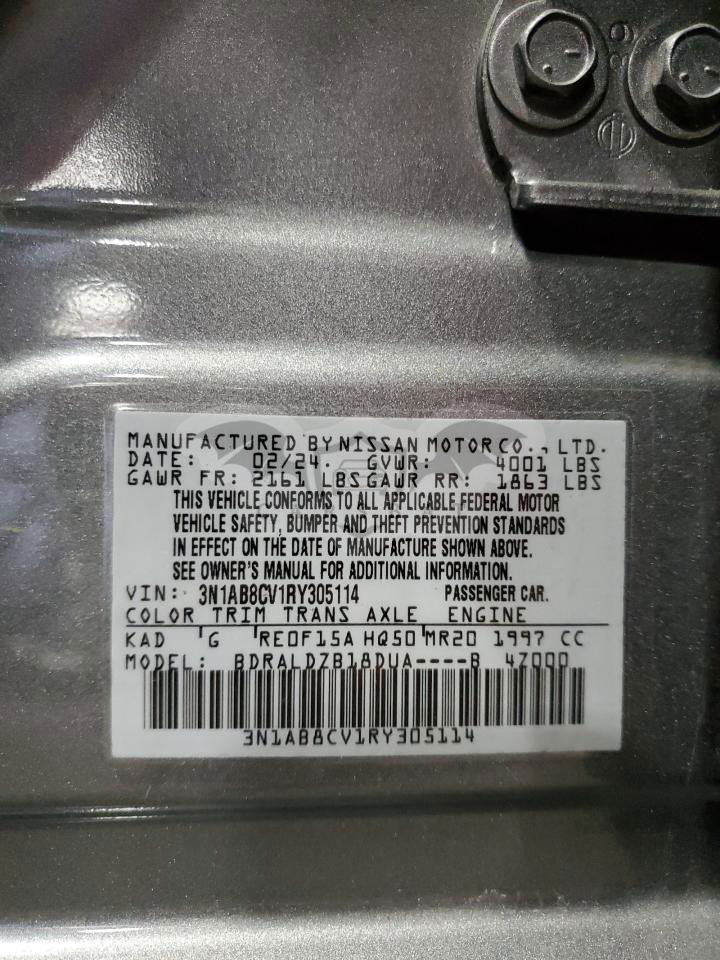 MANUFACTURED BY NISSAN MOTOR CO., LTD.
DATE: 02/24. GVWR: 4001 LBS
GAWR FR: 2161 LBS GAWR RR: 1863 LBS
THIS VEHICLE CONFORMS TO ALL APPLICABLE FEDERAL MOTOR
VEHICLE SAFETY, BUMPER AND THEFT PREVENTION STANDARDS
IN EFFECT ON THE DATE OF MANUFACTURE SHOWN ABOVE.
SEE OWNER'S MANUAL FOR ADDITIONAL INFORMATION.
VIN: 3N1AB8CV1RY305114 PASSENGER CAR.
COLOR TRIM TRANS AXLE ENGINE
KAD G RE0F15A HQ50 MR20 1997 CC
MODEL: BDRALDZB18DUA----B 4Z000
3N1AB8CV1RY305114